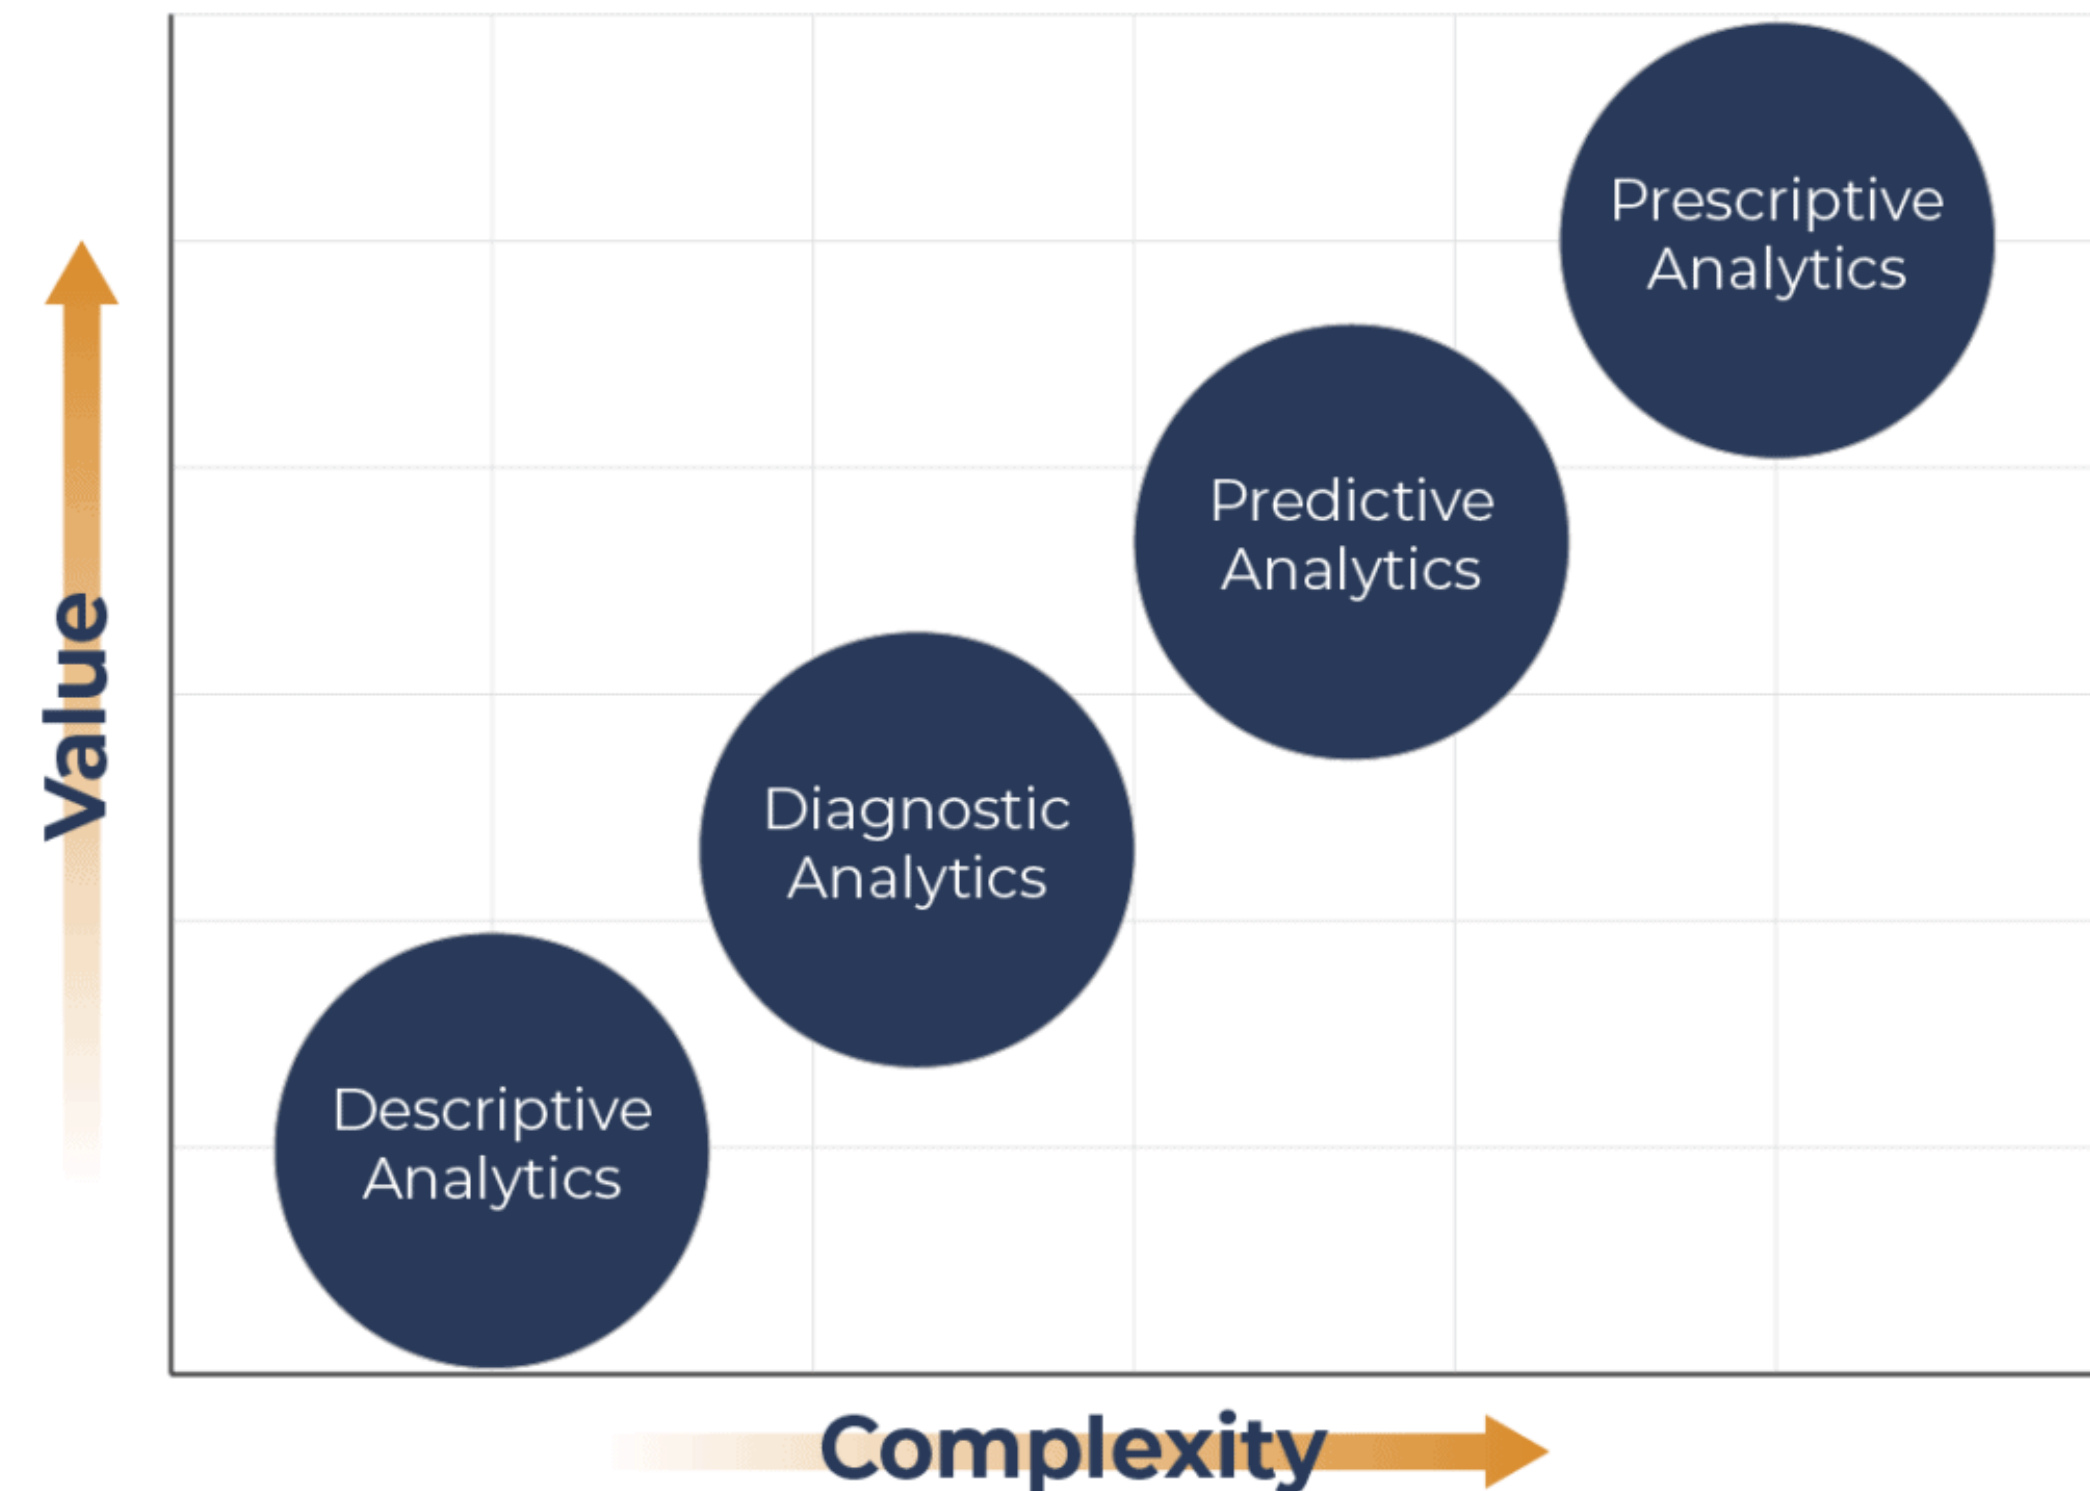 Prescriptive
Analytics
Predictive
Analytics
Value
Diagnostic
Analytics
Descriptive
Analytics
Complexity